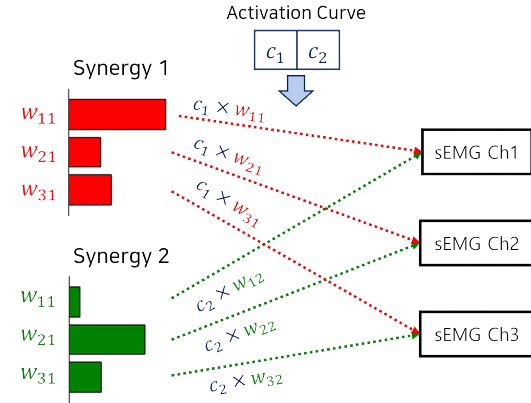 Activation Curve
c₁ c₂
Synergy 1
w₁₁
w₂₁
w₃₁
c₁ × w₁₁
c₁ × w₂₁
c₁ × w₃₁
sEMG Ch1
sEMG Ch2
sEMG Ch3
Synergy 2
w₁₁
w₂₁
w₃₁
c₂ × w₁₂
c₂ × w₂₂
c₂ × w₃₂